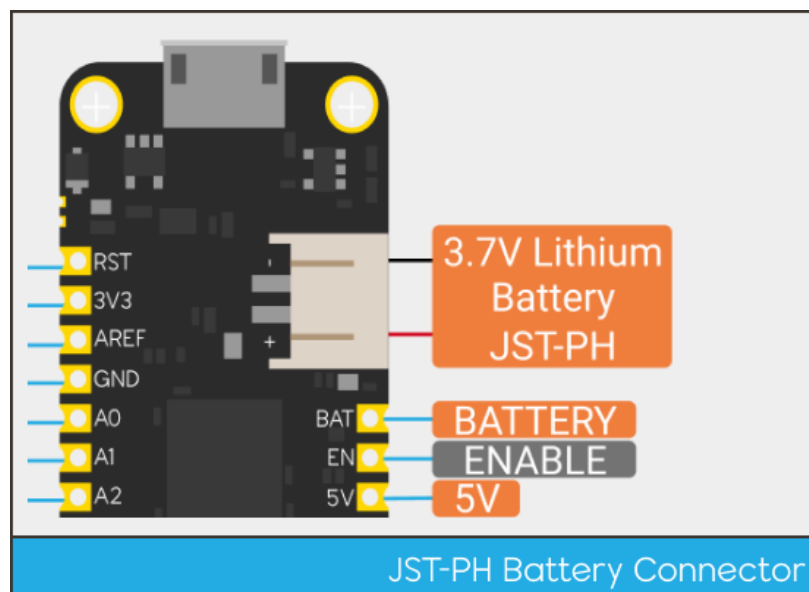 RST
3V3
AREF
GND
A0
A1
A2
-
+
BAT
EN
5V
3.7V Lithium
Battery
JST-PH
BATTERY
ENABLE
5V
JST-PH Battery Connector